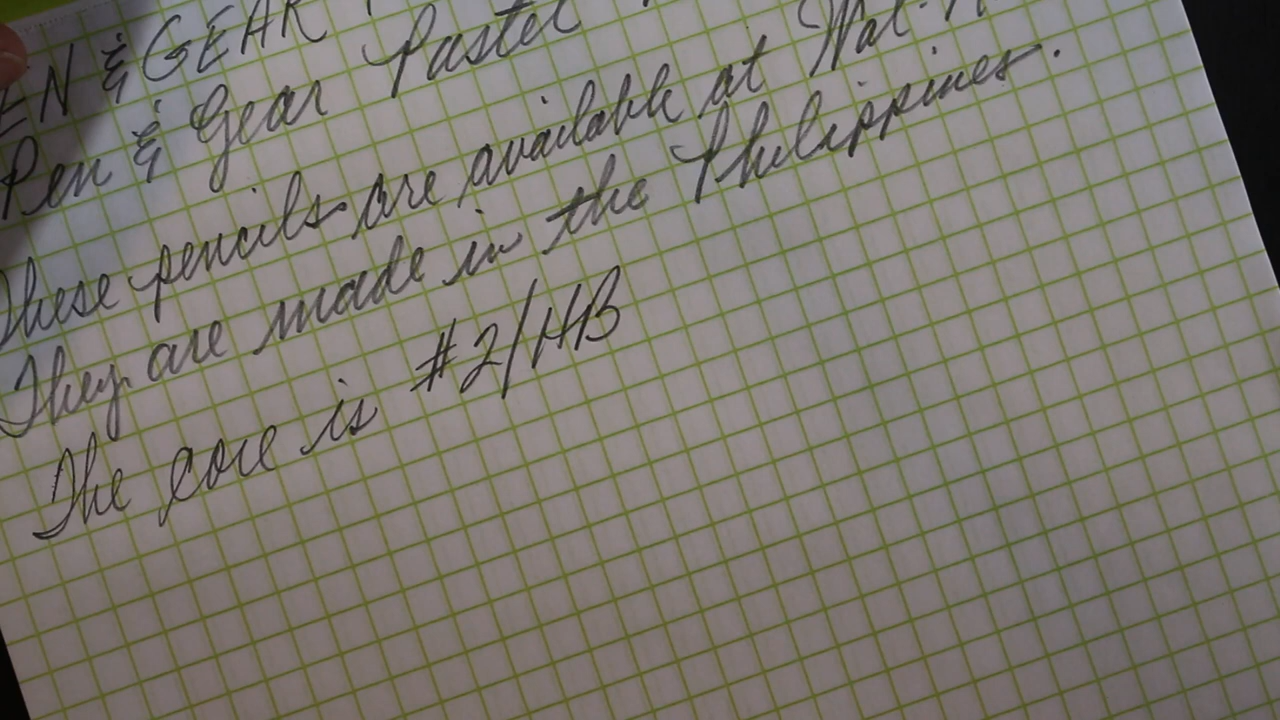 EN & GEAR
Pen & Gear Pastel
These pencils are available at Wal-
They are made in the Philippines.
The core is #2/HB